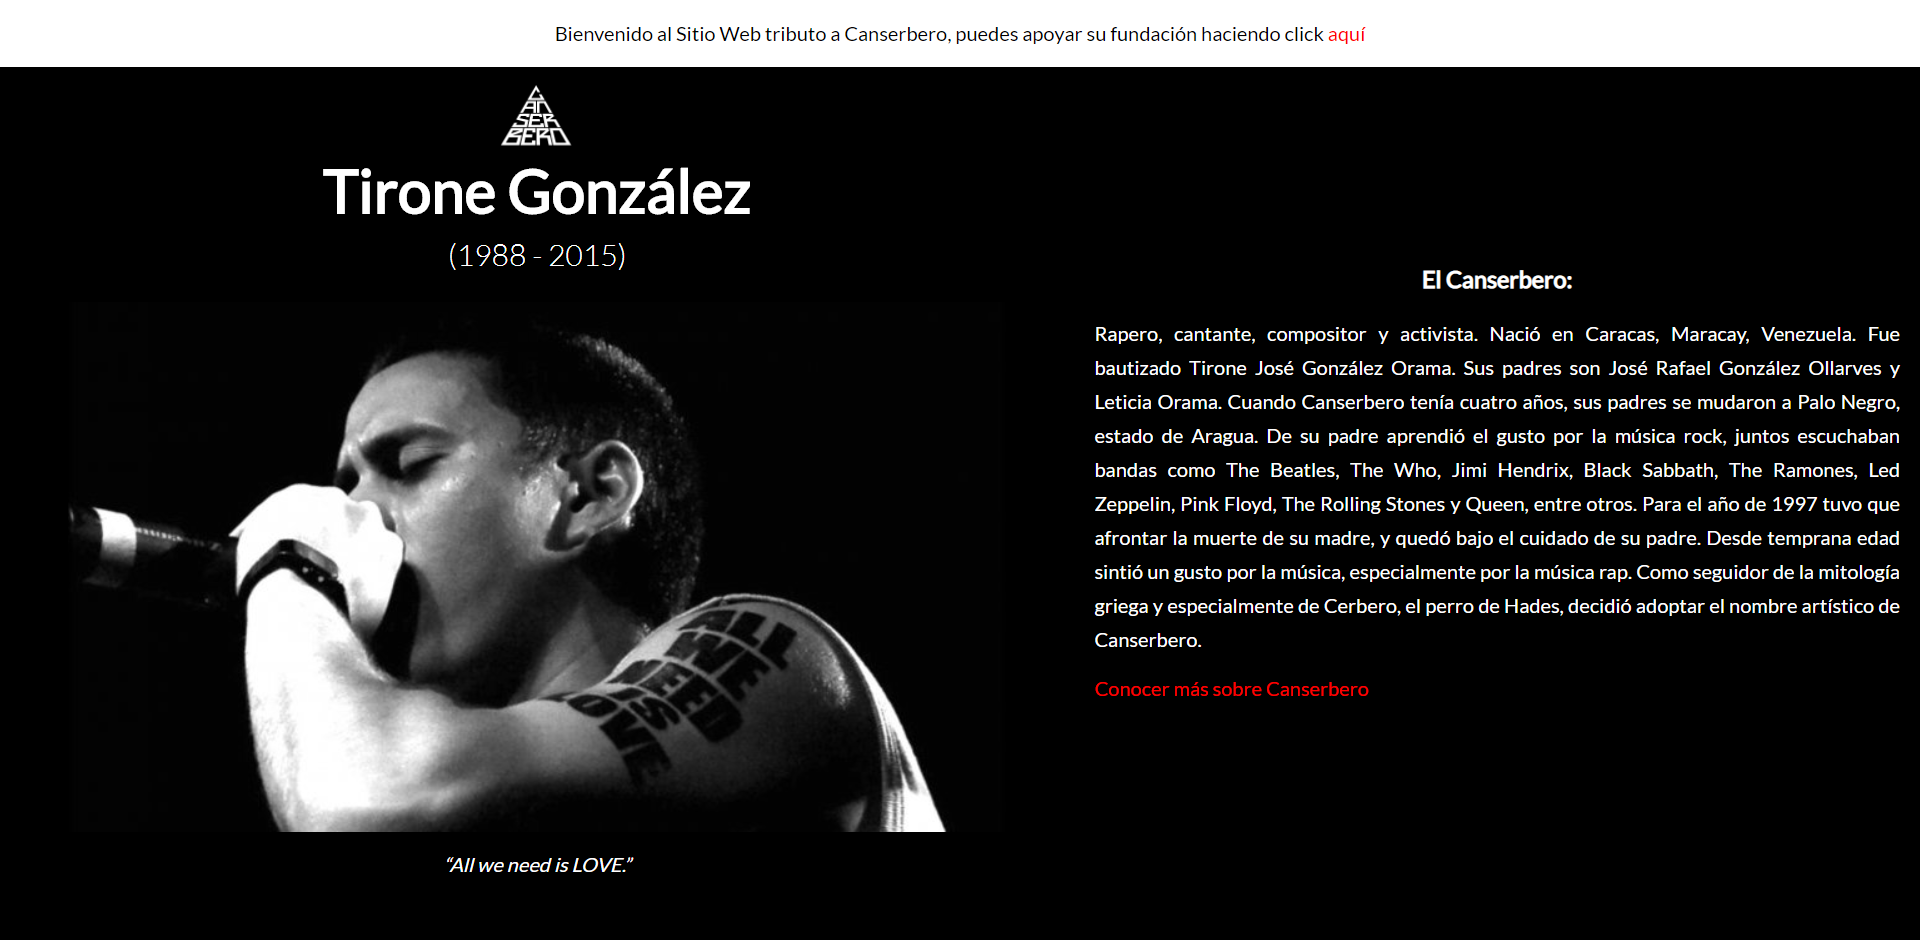 Bienvenido al Sitio Web tributo a Canserbero, puedes apoyar su fundación haciendo click aquí
CANSERBERO
Tirone González
(1988 - 2015)
ALL
WE
NEED
IS
LOVE
“All we need is LOVE.”
El Canserbero:
Rapero, cantante, compositor y activista. Nació en Caracas, Maracay, Venezuela. Fue
bautizado Tirone José González Orama. Sus padres son José Rafael González Ollarves y
Leticia Orama. Cuando Canserbero tenía cuatro años, sus padres se mudaron a Palo Negro,
estado de Aragua. De su padre aprendió el gusto por la música rock, juntos escuchaban
bandas como The Beatles, The Who, Jimi Hendrix, Black Sabbath, The Ramones, Led
Zeppelin, Pink Floyd, The Rolling Stones y Queen, entre otros. Para el año de 1997 tuvo que
afrontar la muerte de su madre, y quedó bajo el cuidado de su padre. Desde temprana edad
sintió un gusto por la música, especialmente por la música rap. Como seguidor de la mitología
griega y especialmente de Cerbero, el perro de Hades, decidió adoptar el nombre artístico de
Canserbero.
Conocer más sobre Canserbero